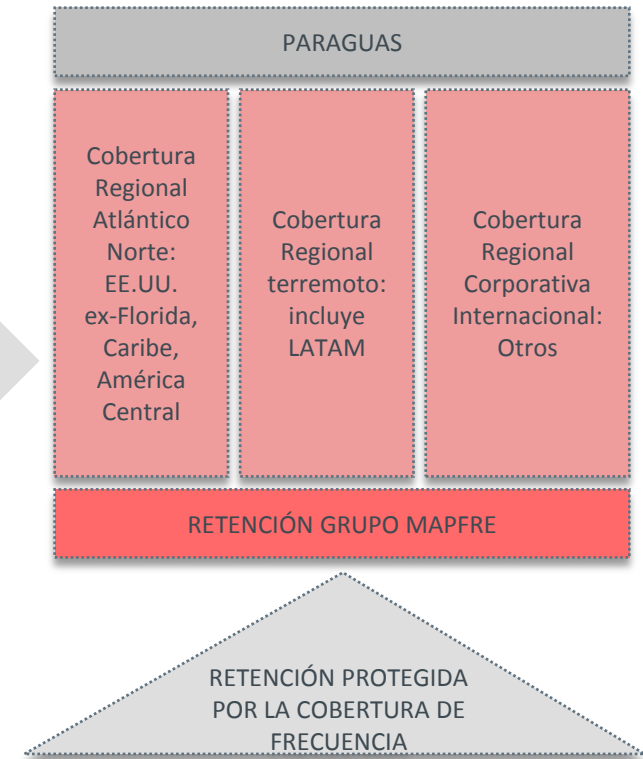 PARAGUAS
Cobertura
Regional
Atlántico
Norte:
EE.UU.
ex-Florida,
Caribe,
América
Central
Cobertura
Regional
terremoto:
incluye
LATAM
Cobertura
Regional
Corporativa
Internacional:
Otros
RETENCIÓN GRUPO MAPFRE
RETENCIÓN PROTEGIDA
POR LA COBERTURA DE
FRECUENCIA